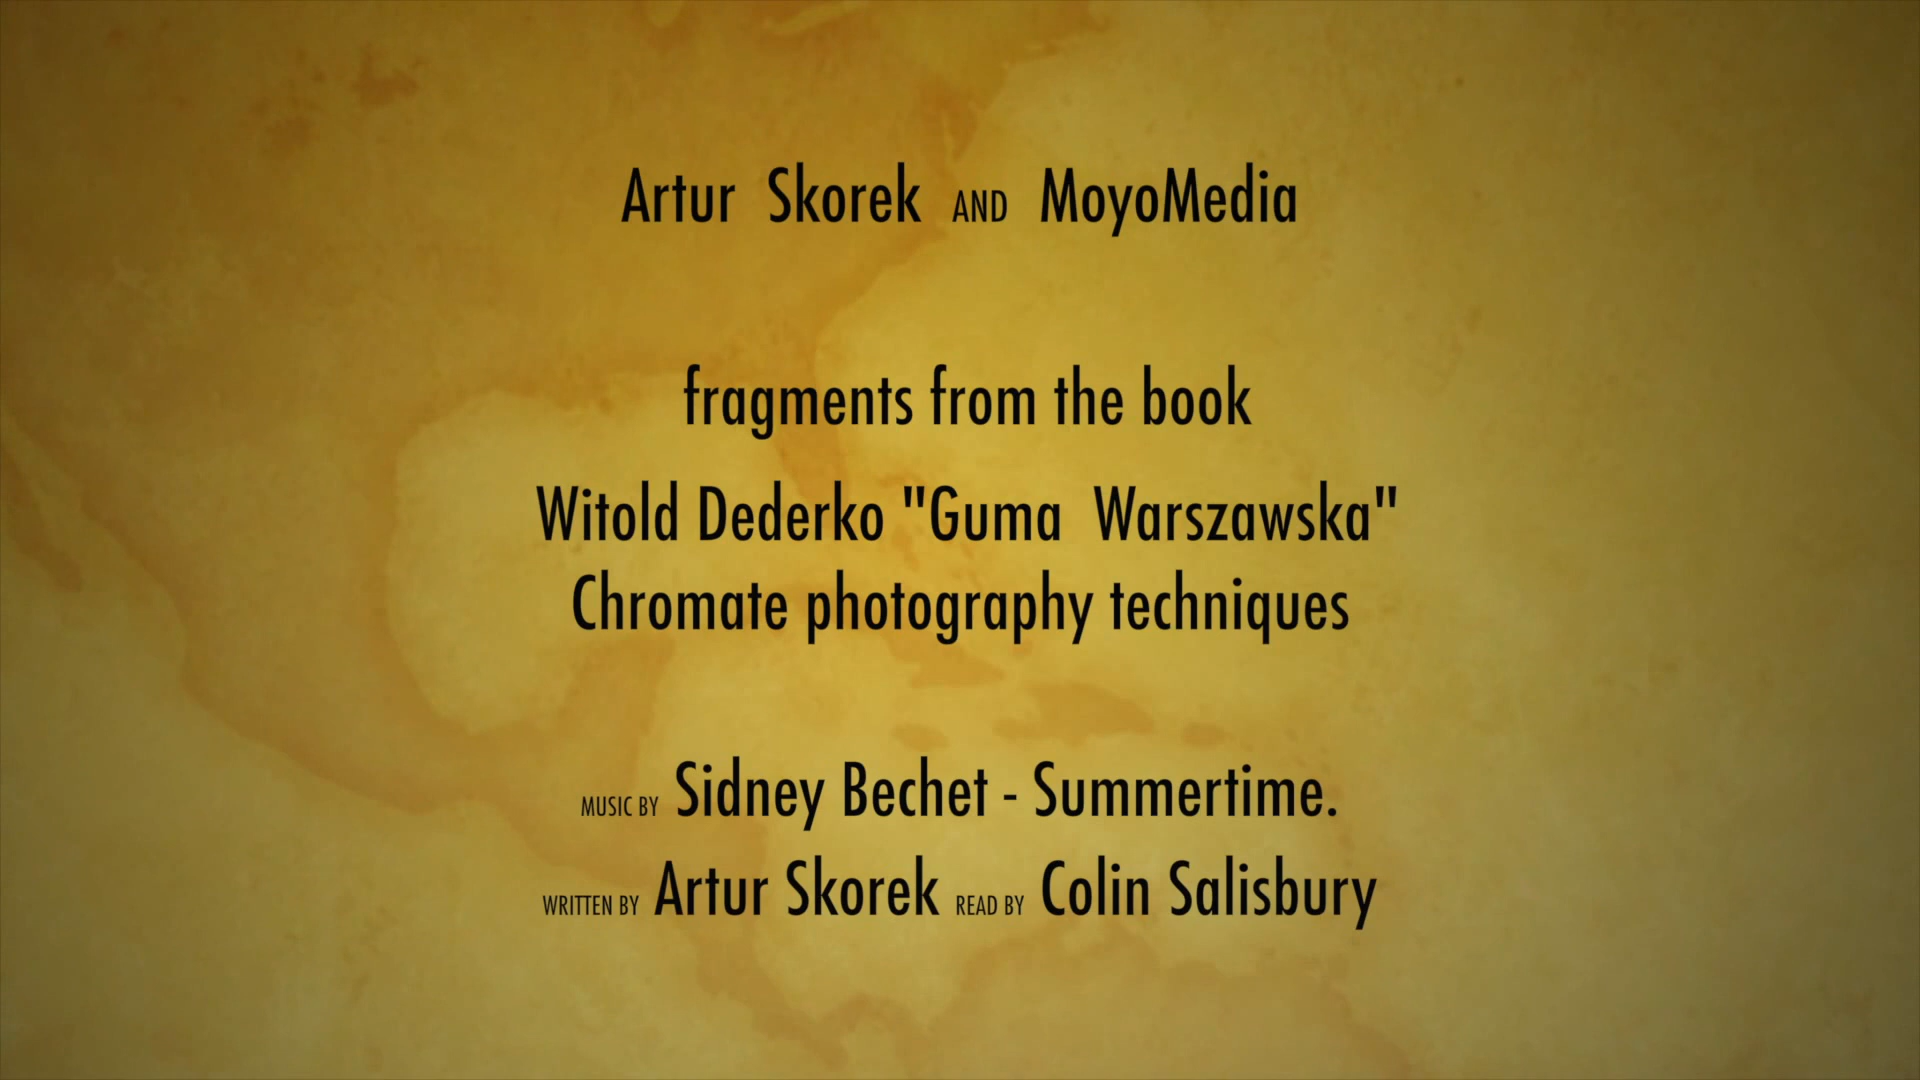 Artur Skorek AND MoyoMedia
fragments from the book
Witold Dederko "Guma Warszawska"
Chromate photography techniques
MUSIC BY Sidney Bechet - Summertime.
WRITTEN BY Artur Skorek READ BY Colin Salisbury